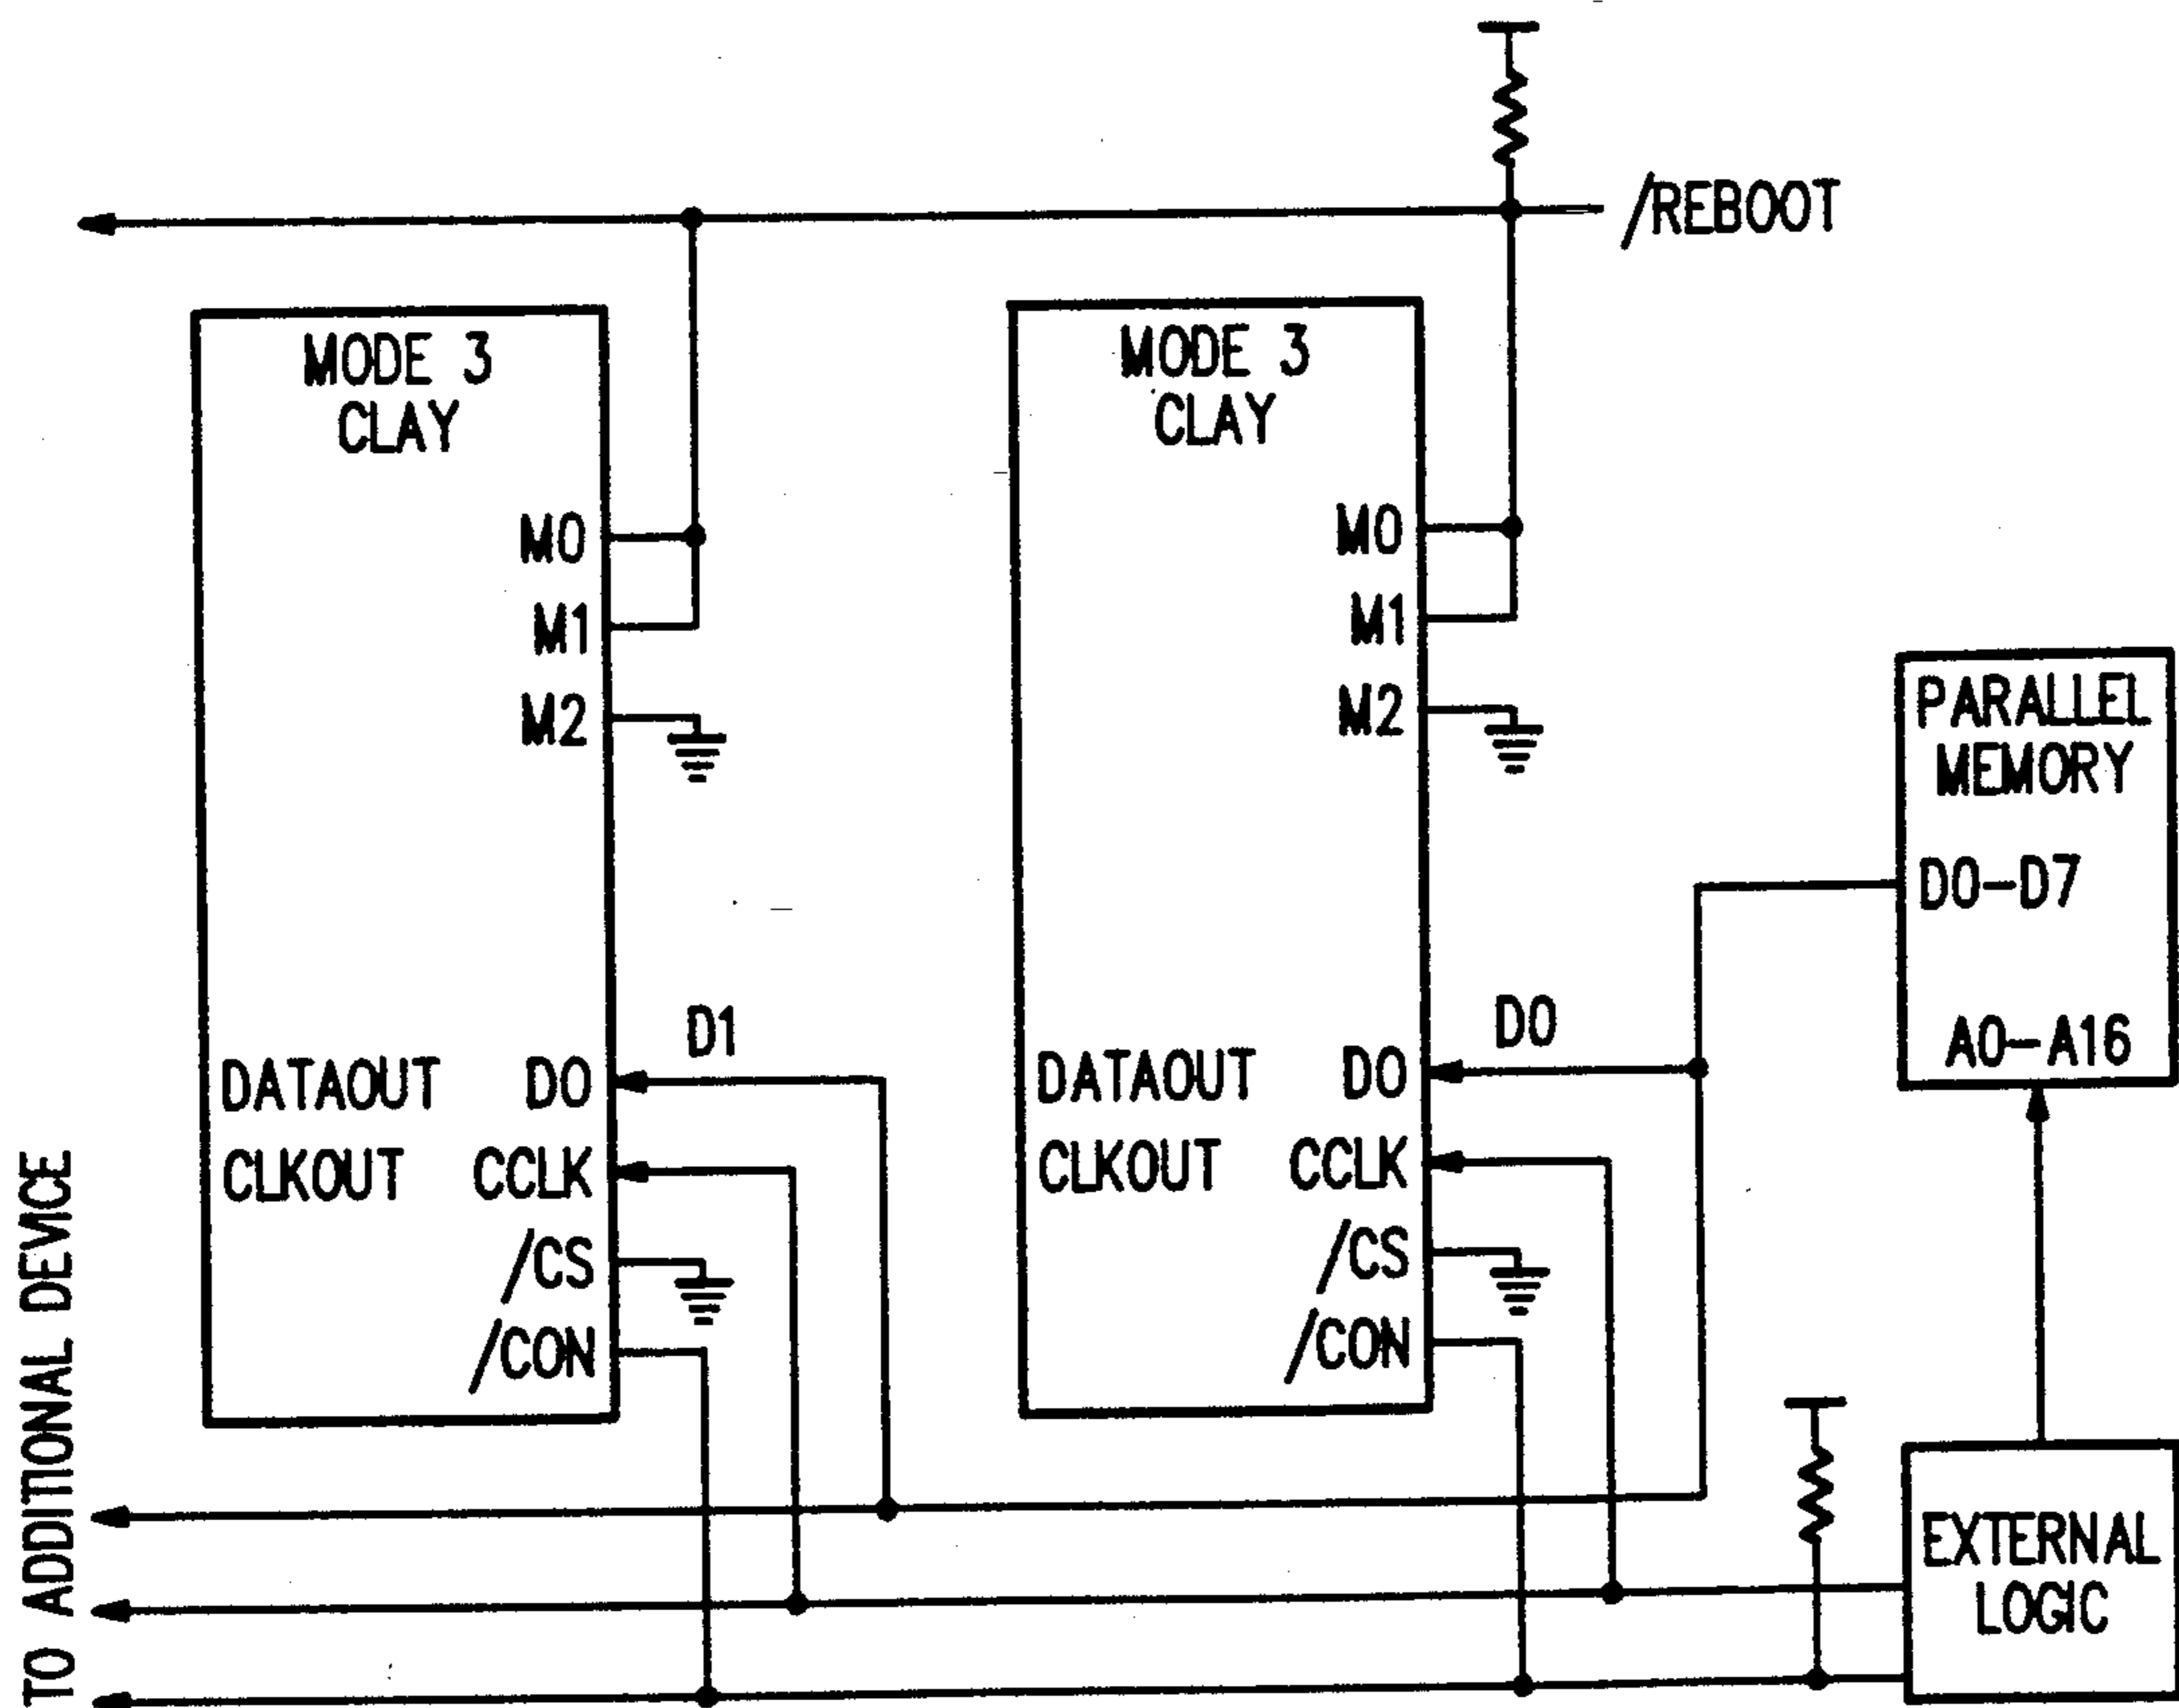 /REBOOT
MODE 3
CLAY
M0
M1
M2
D1
DATAOUT D0
CLKOUT CCLK
/CS
/CON
MODE 3
CLAY
M0
M1
M2
D0
DATAOUT D0
CLKOUT CCLK
/CS
/CON
PARALLEL
MEMORY
D0-D7
A0-A16
EXTERNAL
LOGIC
TO ADDITIONAL DEVICE